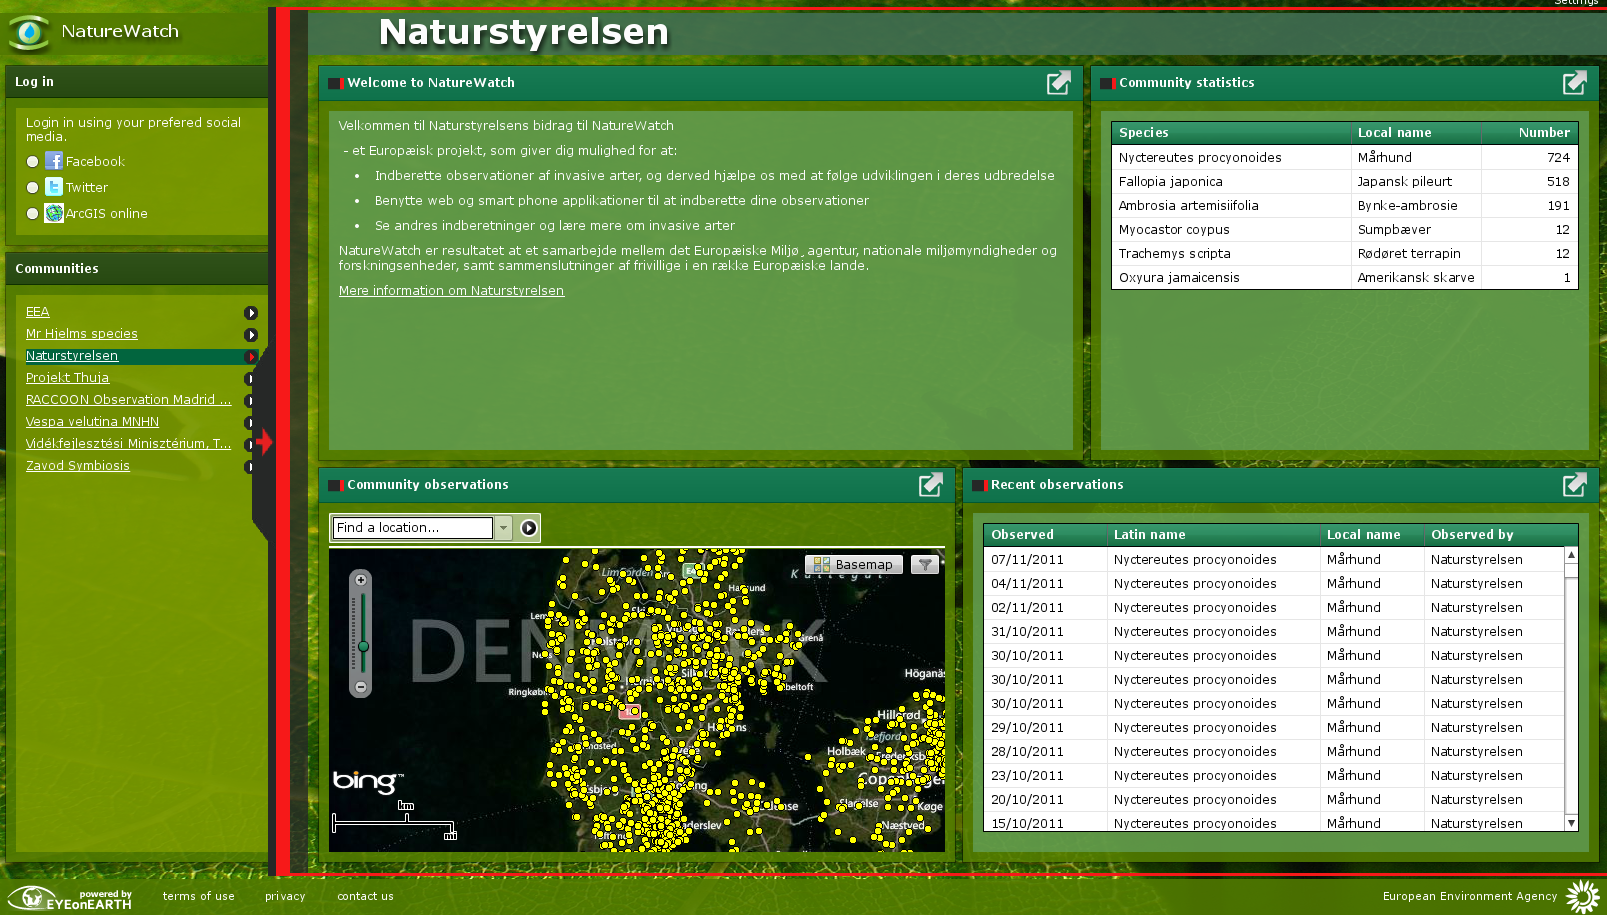 Settings
NatureWatch
Naturstyrelsen
Log in
Login in using your prefered social
media.
Facebook
Twitter
ArcGIS online
Communities
EEA
Mr Hjelms species
Naturstyrelsen
Projekt Thuja
RACCOON Observation Madrid ...
Vespa velutina MNHN
Vidékfejlesztési Minisztérium, T...
Zavod Symbiosis
Welcome to NatureWatch
Velkommen til Naturstyrelsens bidrag til NatureWatch
- et Europæisk projekt, som giver dig mulighed for at:
• Indberette observationer af invasive arter, og derved hjælpe os med at følge udviklingen i deres udbredelse
• Benytte web og smart phone applikationer til at indberette dine observationer
• Se andres indberetninger og lære mere om invasive arter
NatureWatch er resultatet at et samarbejde mellem det Europæiske Miljø¸agentur, nationale miljømyndigheder og
forskningsenheder, samt sammenslutninger af frivillige i en række Europæiske lande.
Mere information om Naturstyrelsen
Community statistics
Species Local name Number
Nyctereutes procyonoides Mårhund 724
Fallopia japonica Japansk pileurt 518
Ambrosia artemisiifolia Bynke-ambrosie 191
Myocastor coypus Sumpbæver 12
Trachemys scripta Rødøret terrapin 12
Oxyura jamaicensis Amerikansk skarve 1
Community observations
Find a location...
Basemap
DENMARK
Grenå
Høganäs
Hillerød
Holbæk
Køge
Næstved
bing™
Recent observations
Observed Latin name Local name Observed by
07/11/2011 Nyctereutes procyonoides Mårhund Naturstyrelsen
04/11/2011 Nyctereutes procyonoides Mårhund Naturstyrelsen
02/11/2011 Nyctereutes procyonoides Mårhund Naturstyrelsen
31/10/2011 Nyctereutes procyonoides Mårhund Naturstyrelsen
30/10/2011 Nyctereutes procyonoides Mårhund Naturstyrelsen
30/10/2011 Nyctereutes procyonoides Mårhund Naturstyrelsen
30/10/2011 Nyctereutes procyonoides Mårhund Naturstyrelsen
29/10/2011 Nyctereutes procyonoides Mårhund Naturstyrelsen
28/10/2011 Nyctereutes procyonoides Mårhund Naturstyrelsen
23/10/2011 Nyctereutes procyonoides Mårhund Naturstyrelsen
20/10/2011 Nyctereutes procyonoides Mårhund Naturstyrelsen
15/10/2011 Nyctereutes procyonoides Mårhund Naturstyrelsen
powered by
EYEonEARTH
terms of use
privacy
contact us
European Environment Agency